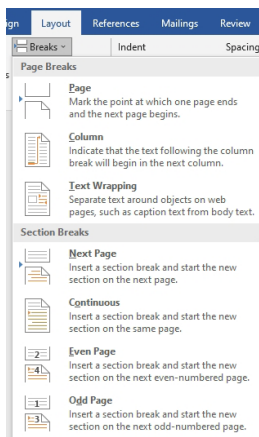 ign Layout References Mailings Review
Breaks Indent Spacing
Page Breaks
Page
Mark the point at which one page ends
and the next page begins.
Column
Indicate that the text following the column
break will begin in the next column.
Text Wrapping
Separate text around objects on web
pages, such as caption text from body text.
Section Breaks
Next Page
Insert a section break and start the new
section on the next page.
Continuous
Insert a section break and start the new
section on the same page.
2
4
Even Page
Insert a section break and start the new
section on the next even-numbered page.
1
3
Odd Page
Insert a section break and start the new
section on the next odd-numbered page.